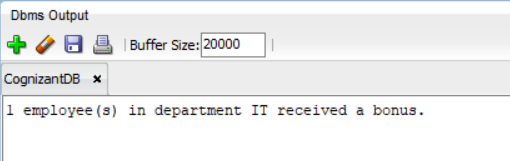 Dbms Output
Buffer Size: 20000
CognizantDB
1 employee(s) in department IT received a bonus.